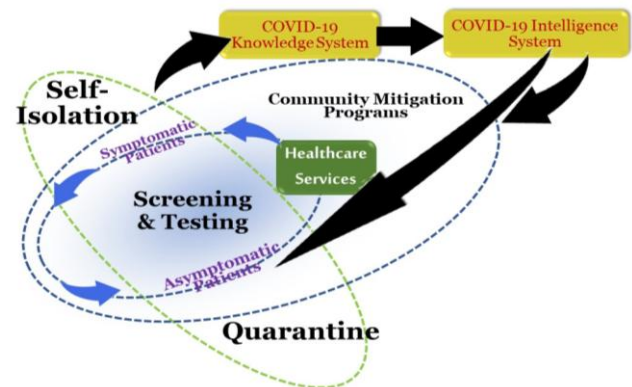 COVID-19
Knowledge System
COVID-19 Intelligence
System
Self-
Isolation
Community Mitigation
Programs
Symptomatic
Patients
Healthcare
Services
Screening
& Testing
Asymptomatic
Patients
Quarantine